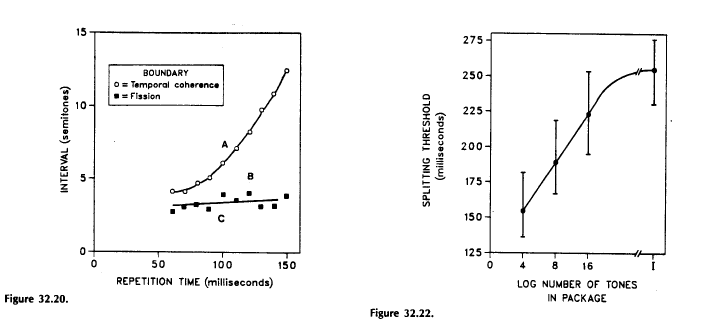 15
10
5
0
INTERVAL (semitones)
BOUNDARY
○ = Temporal coherence
■ = Fission
A
B
C
0 50 100 150
REPETITION TIME (milliseconds)
Figure 32.20.
275
250
225
200
175
150
125
SPLITTING THRESHOLD
(milliseconds)
0 4 8 16 I
LOG NUMBER OF TONES
IN PACKAGE
Figure 32.22.